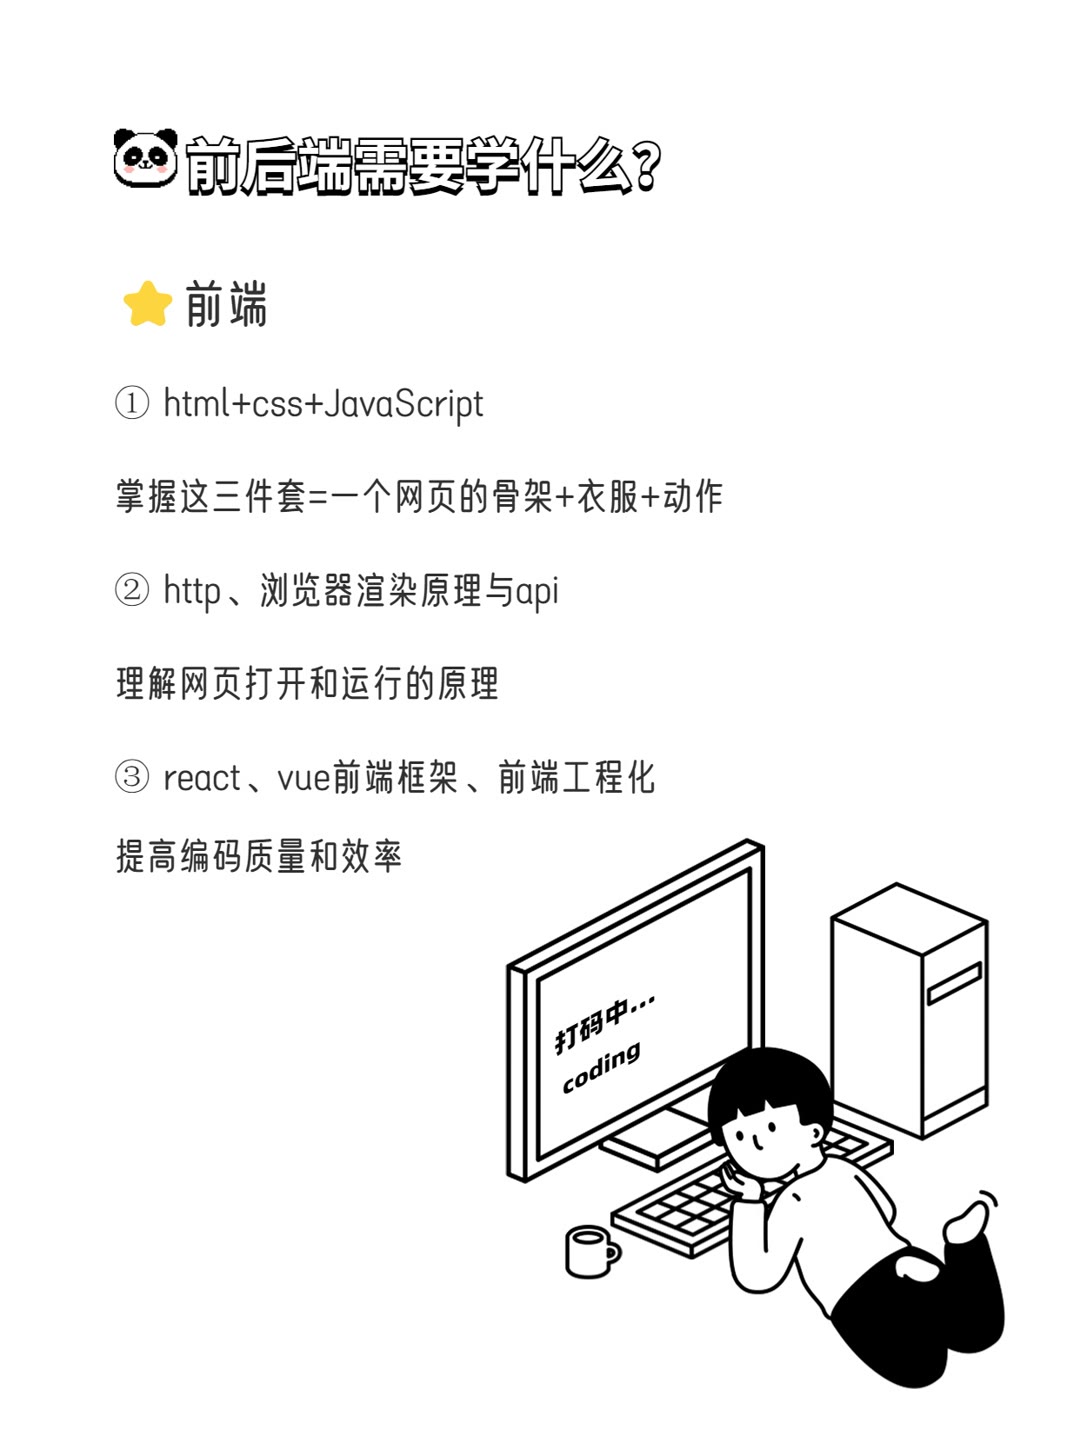 前后端需要学什么？
前端
① html+css+JavaScript
掌握这三件套=一个网页的骨架+衣服+动作
② http、浏览器渲染原理与api
理解网页打开和运行的原理
③ react、vue前端框架、前端工程化
提高编码质量和效率
打码中...
coding